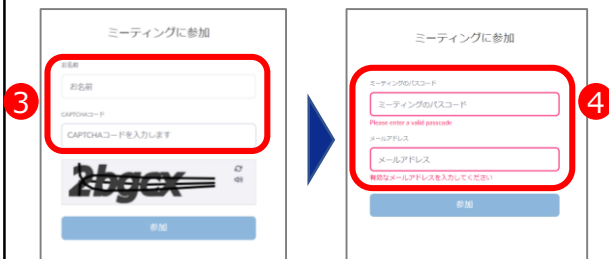 ミーティングに参加
お名前
お名前
CAPTCHAコード
CAPTCHAコードを入力します
2bgcx
参加
3
ミーティングに参加
ミーティングのパスコード
ミーティングのパスコード
Please enter a valid passcode
メールアドレス
メールアドレス
有効なメールアドレスを入力してください
参加
4